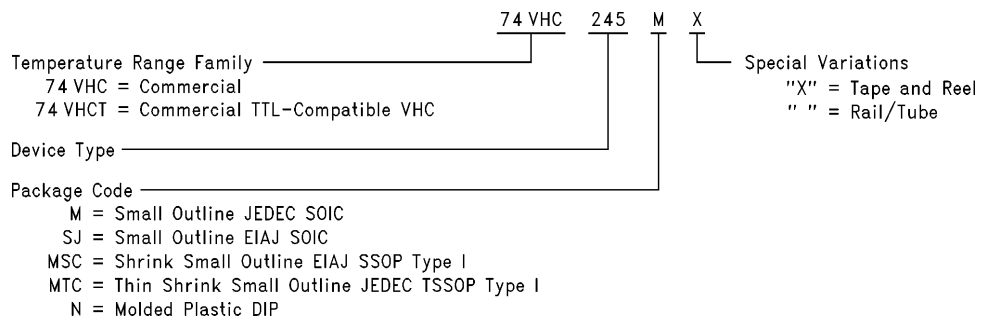 74 VHC 245 M X
Temperature Range Family
74 VHC = Commercial
74 VHCT = Commercial TTL-Compatible VHC
Special Variations
"X" = Tape and Reel
" " = Rail/Tube
Device Type
Package Code
M = Small Outline JEDEC SOIC
SJ = Small Outline EIAJ SOIC
MSC = Shrink Small Outline EIAJ SSOP Type I
MTC = Thin Shrink Small Outline JEDEC TSSOP Type I
N = Molded Plastic DIP